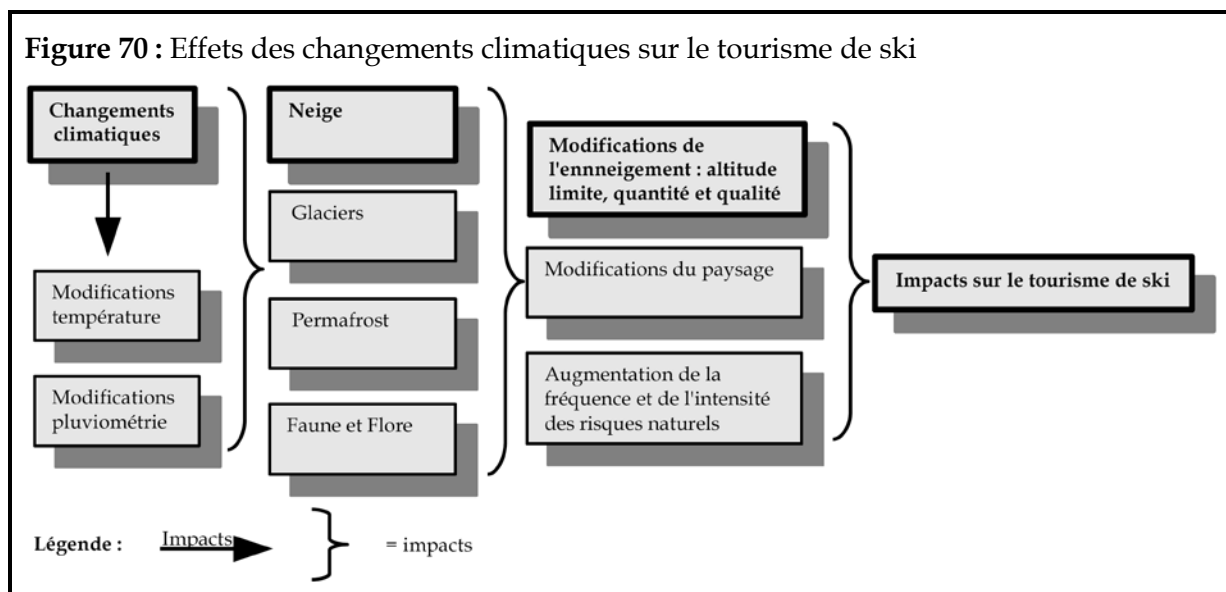 Figure 70 : Effets des changements climatiques sur le tourisme de ski
Changements
climatiques
Modifications
température
Modifications
pluviométrie
Neige
Glaciers
Permafrost
Faune et Flore
Modifications de
l'ennneigement : altitude
limite, quantité et qualité
Modifications du paysage
Augmentation de la
fréquence et de l'intensité
des risques naturels
Impacts sur le tourisme de ski
Légende : Impacts = impacts